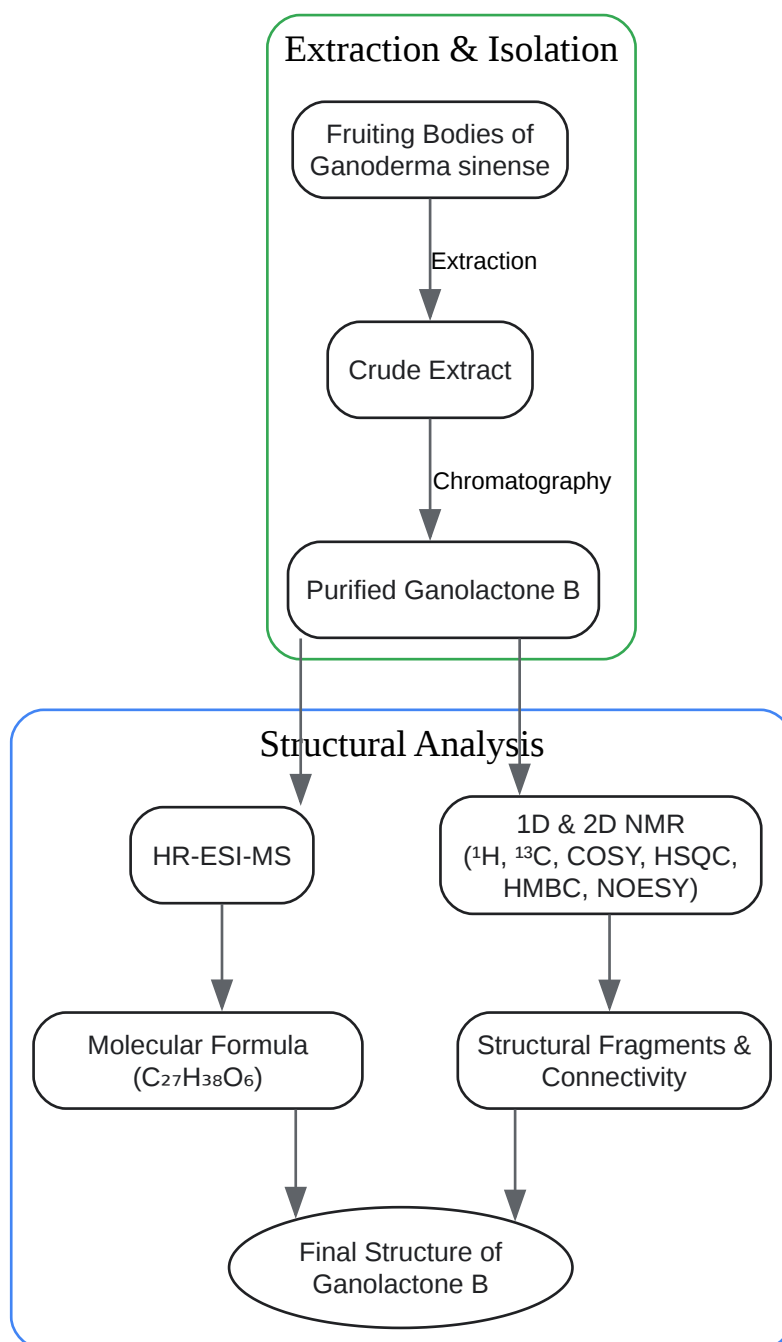 Extraction & Isolation
Fruiting Bodies of
Ganoderma sinense
Extraction
Crude Extract
Chromatography
Purified Ganolactone B
Structural Analysis
HR-ESI-MS
1D & 2D NMR
(¹H, ¹³C, COSY, HSQC,
HMBC, NOESY)
Molecular Formula
(C₂₇H₃₈O₆)
Structural Fragments &
Connectivity
Final Structure of
Ganolactone B